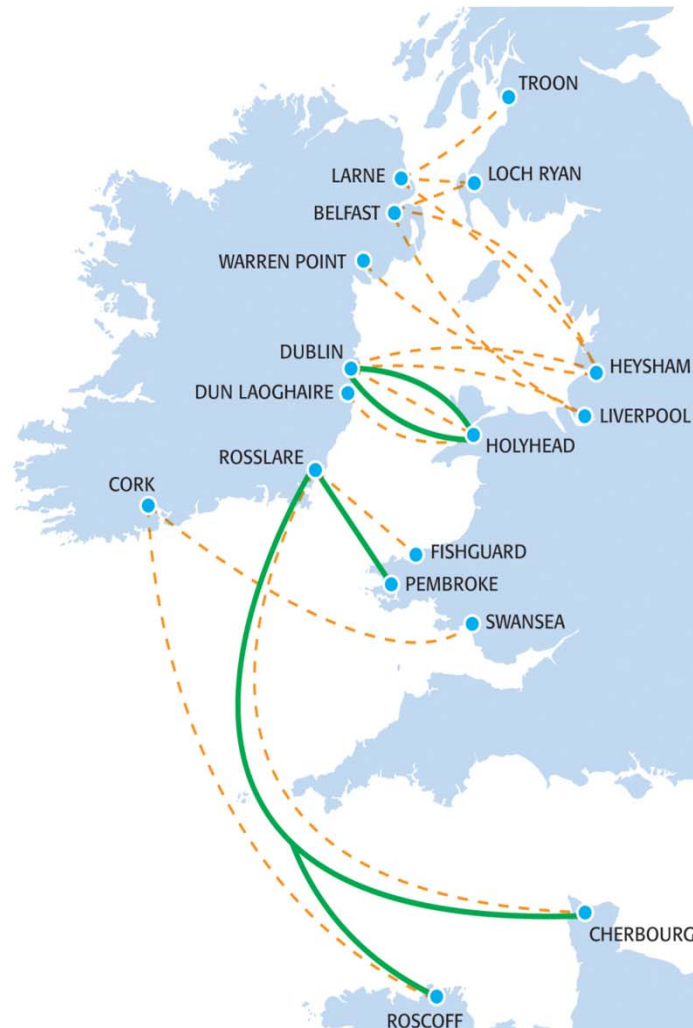 TROON
LARNE
LOCH RYAN
BELFAST
WARREN POINT
DUBLIN
HEYSHAM
DUN LAOGHAIRE
LIVERPOOL
HOLYHEAD
ROSSLARE
CORK
FISHGUARD
PEMBROKE
SWANSEA
CHERBOURG
ROSCOFF